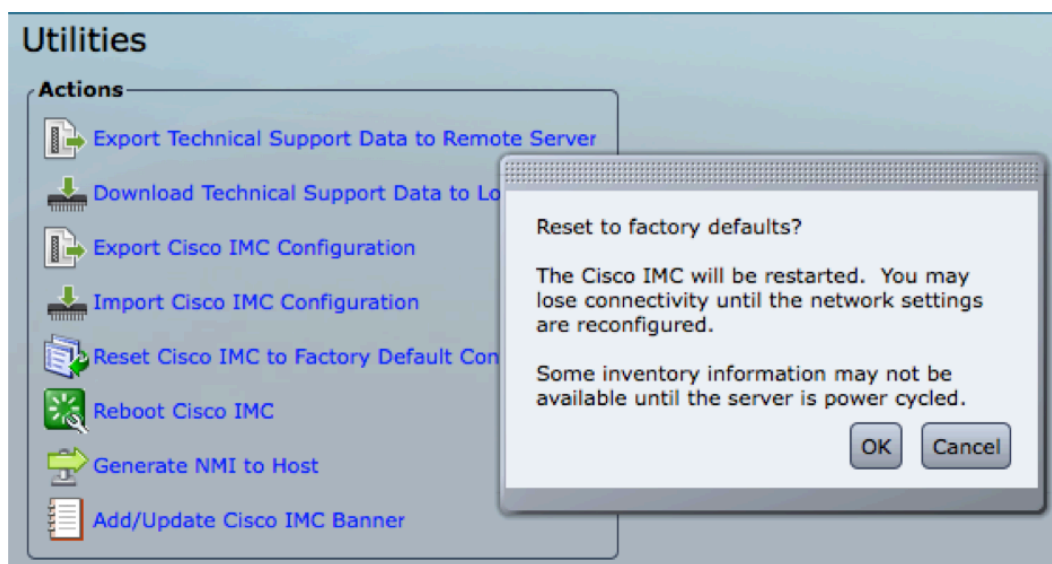 Utilities
Actions
Export Technical Support Data to Remote Server
Download Technical Support Data to Lo
Export Cisco IMC Configuration
Import Cisco IMC Configuration
Reset Cisco IMC to Factory Default Con
Reboot Cisco IMC
Generate NMI to Host
Add/Update Cisco IMC Banner
Reset to factory defaults?
The Cisco IMC will be restarted. You may
lose connectivity until the network settings
are reconfigured.
Some inventory information may not be
available until the server is power cycled.
OK
Cancel